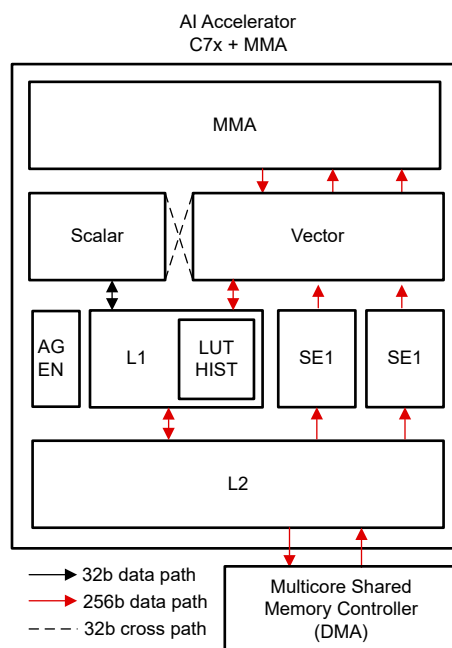 AI Accelerator
C7x + MMA
MMA
Scalar
Vector
AG
EN
L1
LUT
HIST
SE1
SE1
L2
32b data path
256b data path
32b cross path
Multicore Shared
Memory Controller
(DMA)